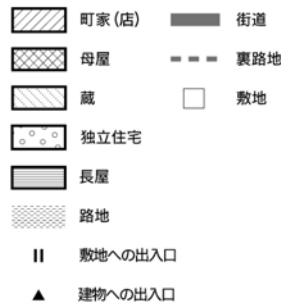 町家(店)
街道
母屋
裏路地
蔵
敷地
独立住宅
長屋
路地
敷地への出入口
建物への出入口